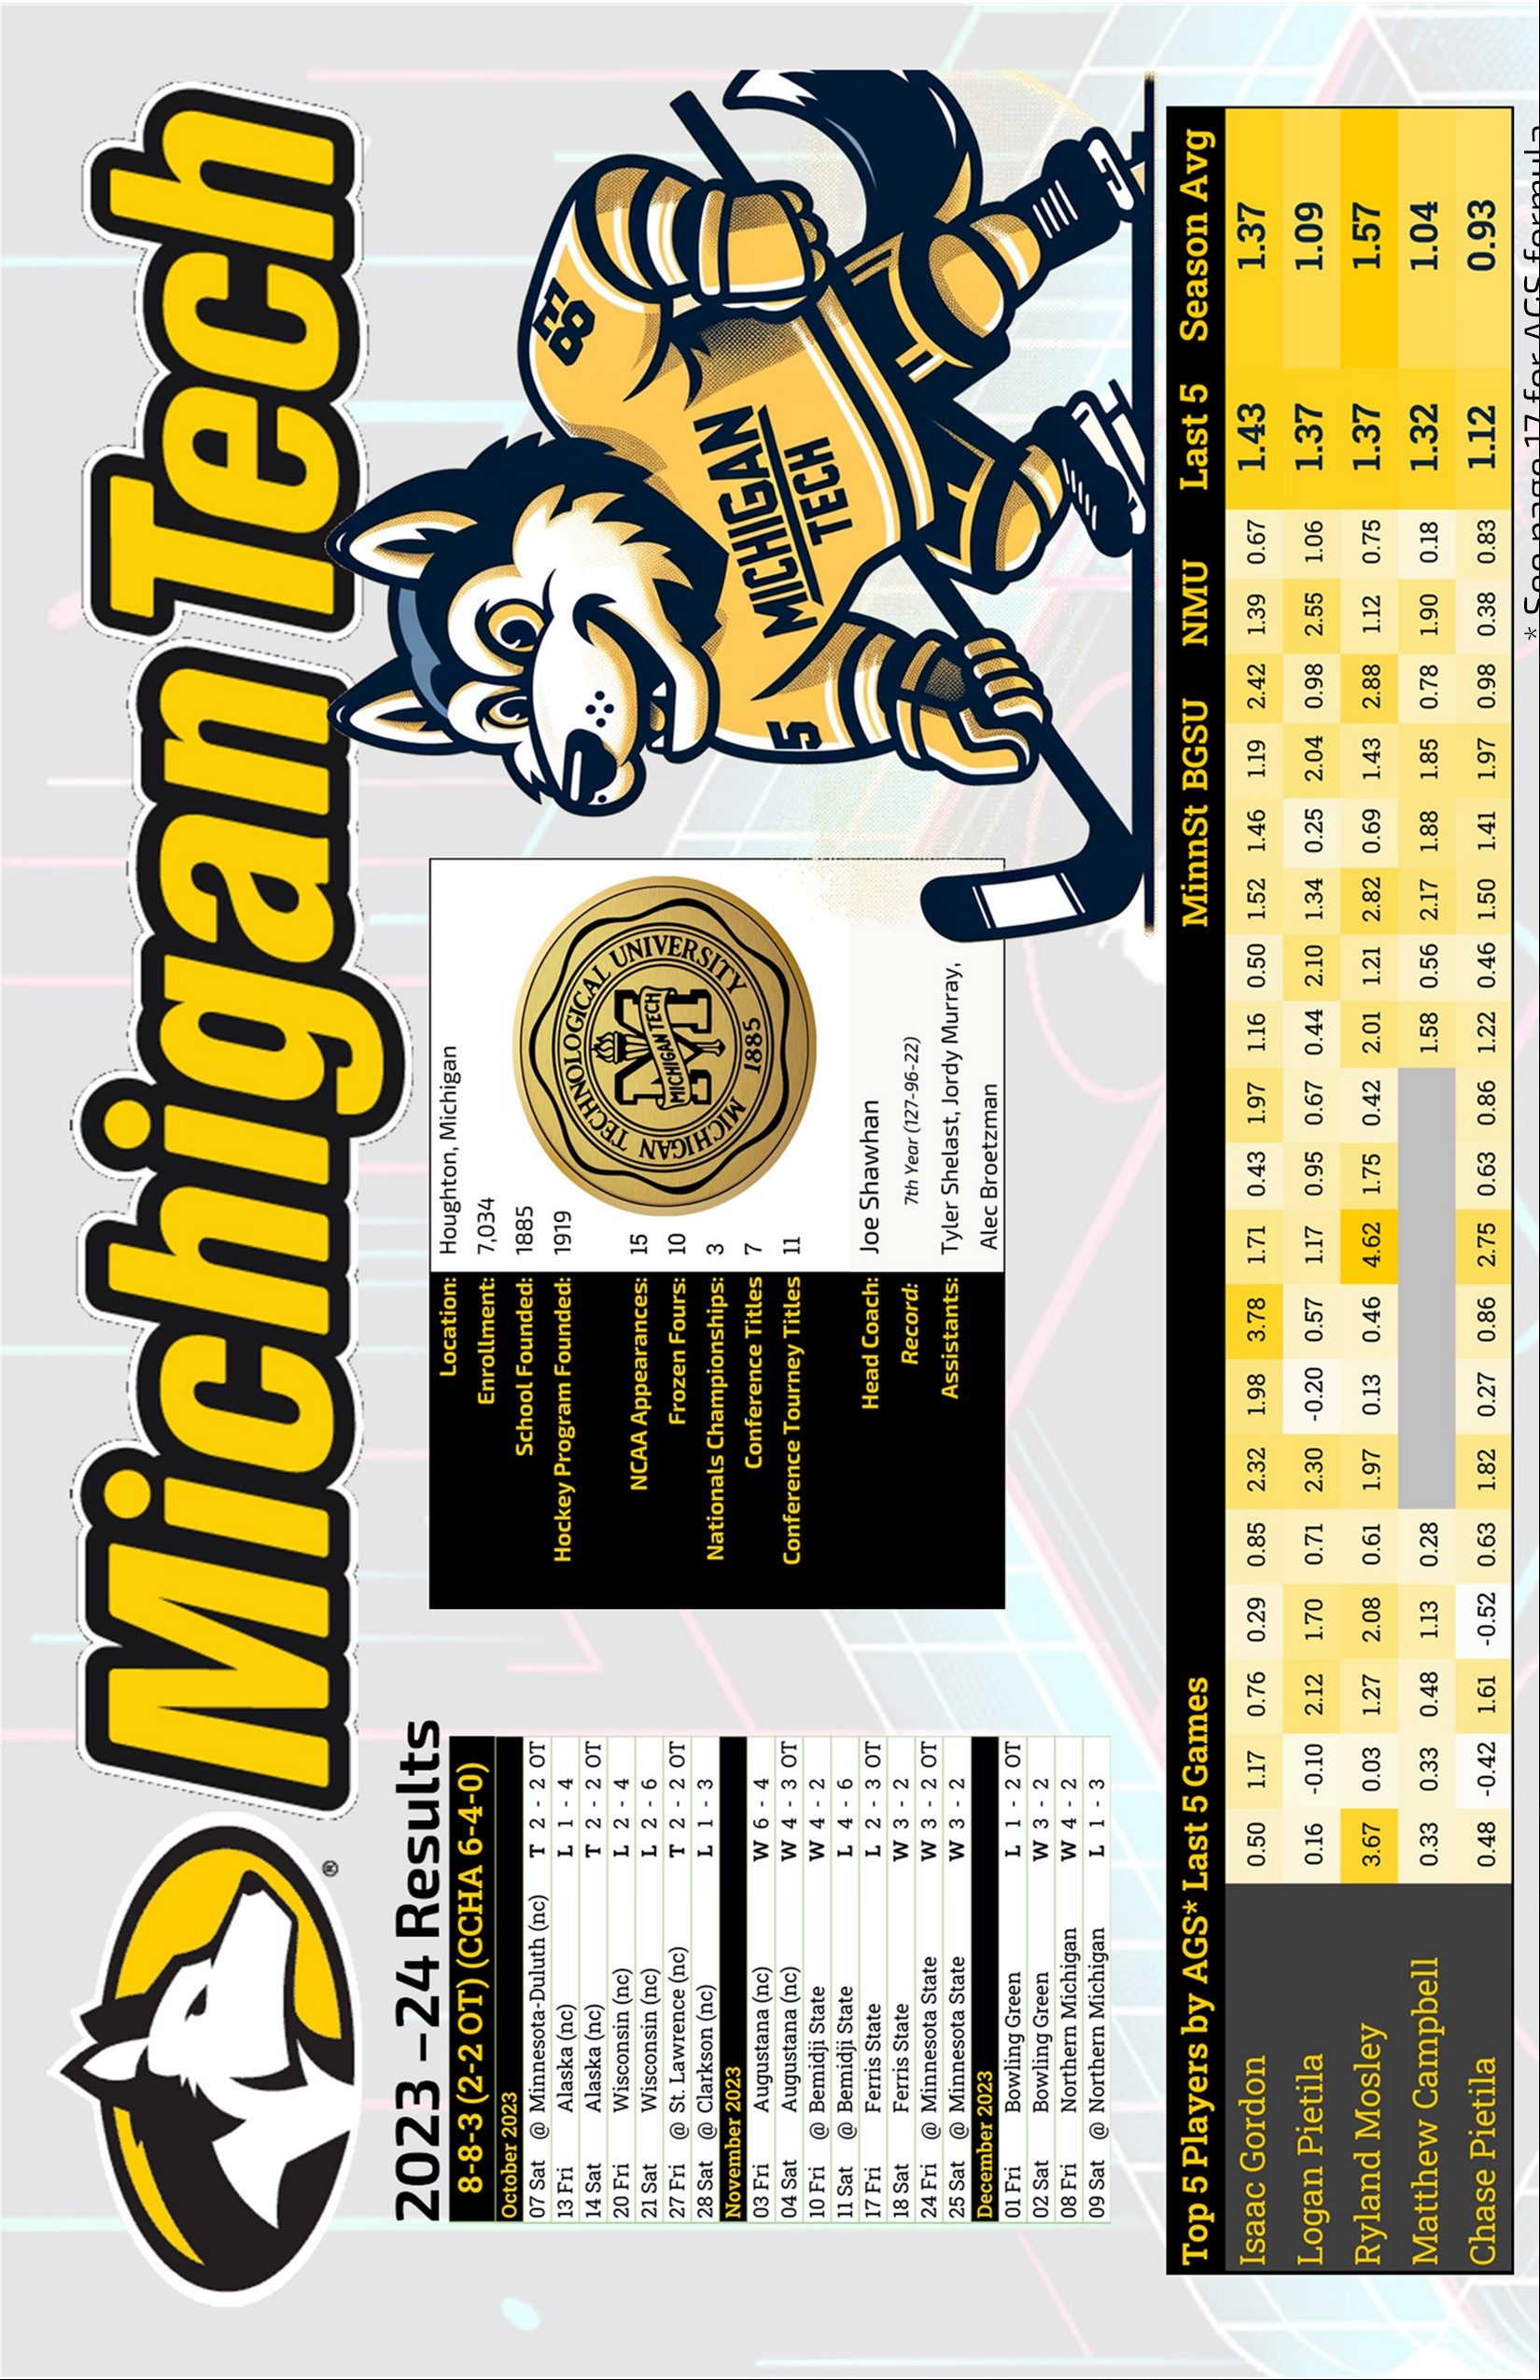 Michigan Tech
®
2023 –24 Results
8-8-3 (2-2 OT) (CCHA 6-4-0)
October 2023
07 Sat @ Minnesota-Duluth (nc) T 2 - 2 OT
13 Fri Alaska (nc) L 1 - 4
14 Sat Alaska (nc) T 2 - 2 OT
20 Fri Wisconsin (nc) L 2 - 4
21 Sat Wisconsin (nc) L 2 - 6
27 Fri @ St. Lawrence (nc) T 2 - 2 OT
28 Sat @ Clarkson (nc) L 1 - 3
November 2023
03 Fri Augustana (nc) W 6 - 4
04 Sat Augustana (nc) W 4 - 3 OT
10 Fri @ Bemidji State W 4 - 2
11 Sat @ Bemidji State L 4 - 6
17 Fri Ferris State L 2 - 3 OT
18 Sat Ferris State W 3 - 2
24 Fri @ Minnesota State W 3 - 2 OT
25 Sat @ Minnesota State W 3 - 2
December 2023
01 Fri Bowling Green L 1 - 2 OT
02 Sat Bowling Green W 3 - 2
08 Fri Northern Michigan W 4 - 2
09 Sat @ Northern Michigan L 1 - 3
Location: Houghton, Michigan
Enrollment: 7,034
School Founded: 1885
Hockey Program Founded: 1919
NCAA Appearances: 15
Frozen Fours: 10
Nationals Championships: 3
Conference Titles 7
Conference Tourney Titles 11
Head Coach: Joe Shawhan
Record: 7th Year (127-96-22)
Assistants: Tyler Shelast, Jordy Murray,
Alec Broetzman
MICHIGAN TECHNOLOGICAL UNIVERSITY
MICHIGAN TECH
1885
MICHIGAN
TECH
5
Top 5 Players by AGS* Last 5 Games MinnSt BGSU NMU Last 5 Season Avg
Isaac Gordon 0.50 1.17 0.76 0.29 0.85 2.32 1.98 3.78 1.71 0.43 1.97 1.16 0.50 1.52 1.46 1.19 2.42 1.39 0.67 1.43 1.37
Logan Pietila 0.16 -0.10 2.12 1.70 0.71 2.30 -0.20 0.57 1.17 0.95 0.67 0.44 2.10 1.34 0.25 2.04 0.98 2.55 1.06 1.37 1.09
Ryland Mosley 3.67 0.03 1.27 2.08 0.61 1.97 0.13 0.46 4.62 1.75 0.42 2.01 1.21 2.82 0.69 1.43 2.88 1.12 0.75 1.37 1.57
Matthew Campbell 0.33 0.33 0.48 1.13 0.28 1.58 0.56 2.17 1.88 1.85 0.78 1.90 0.18 1.32 1.04
Chase Pietila 0.48 -0.42 1.61 -0.52 0.63 1.82 0.27 0.86 2.75 0.63 0.86 1.22 0.46 1.50 1.41 1.97 0.98 0.38 0.83 1.12 0.93
* See page 17 for AGS formula